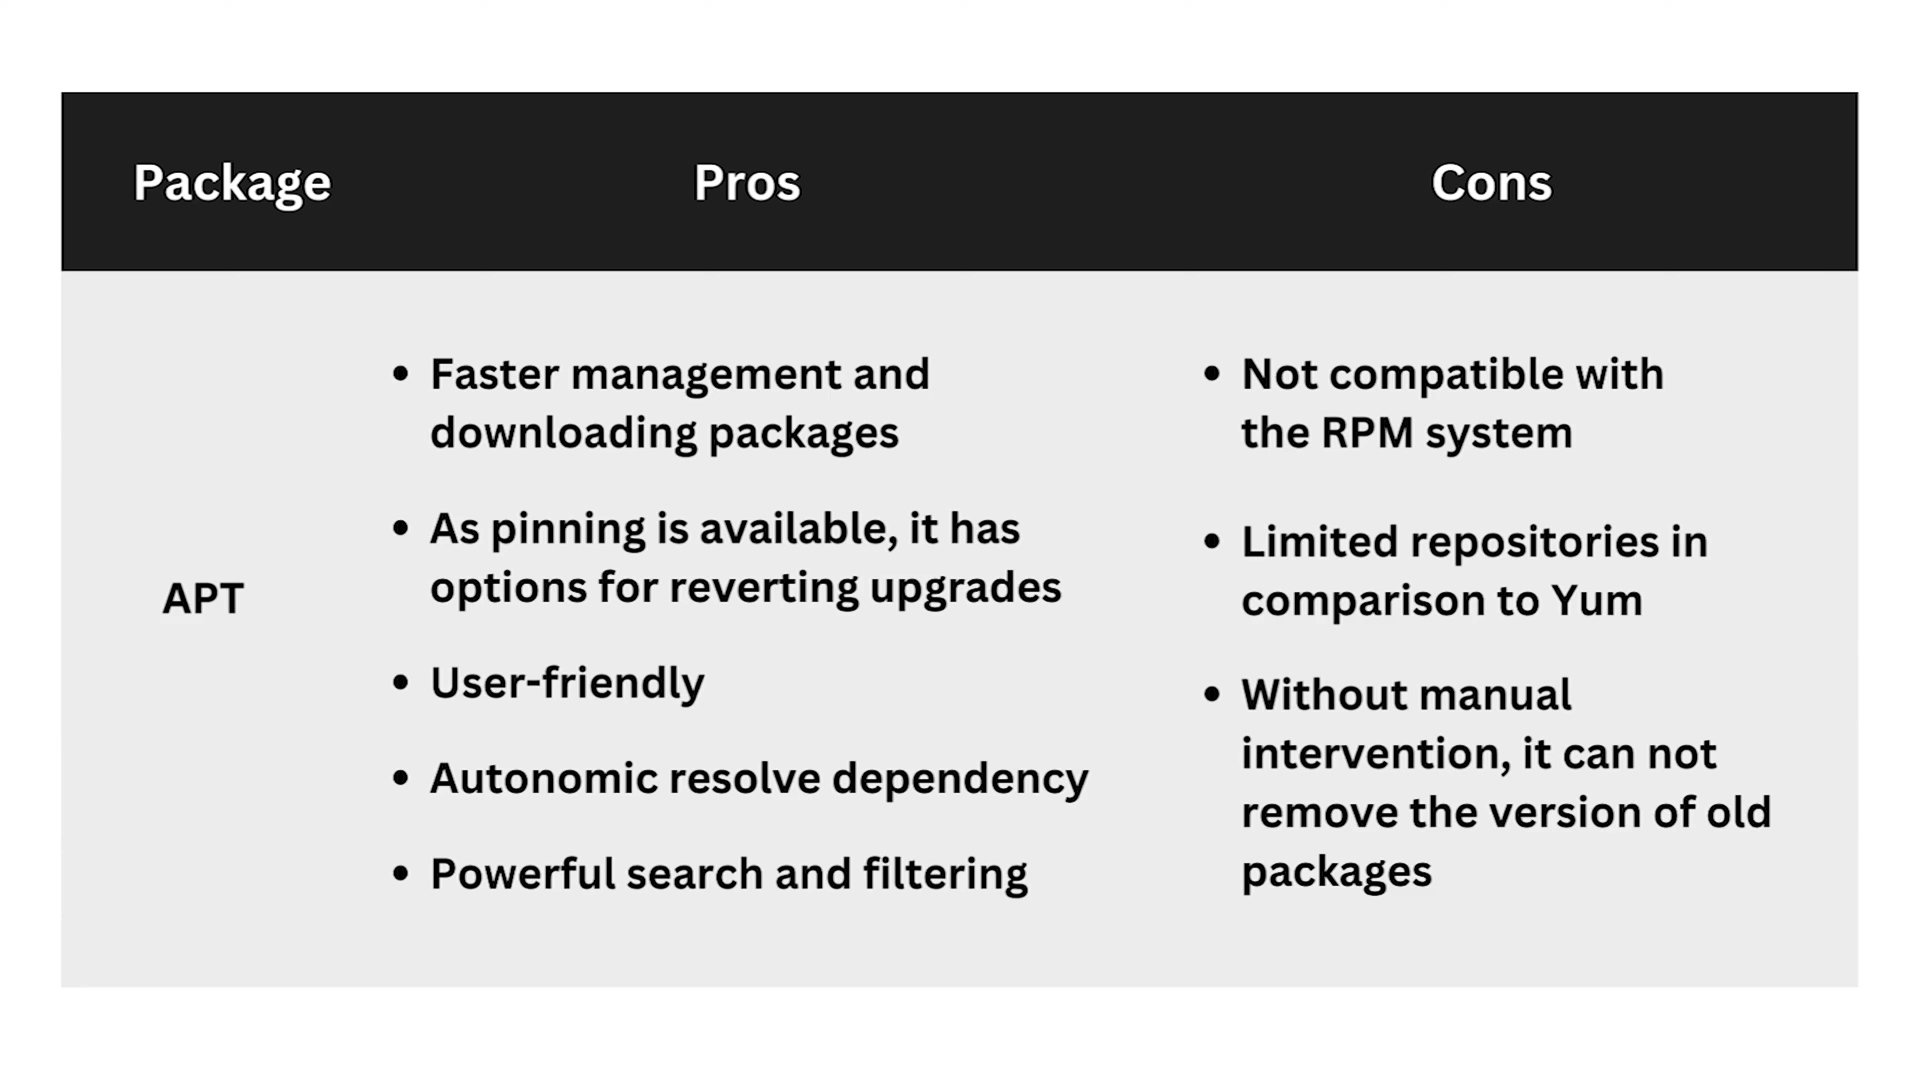 Package
Pros
Cons
APT
• Faster management and
downloading packages
• As pinning is available, it has
options for reverting upgrades
• User-friendly
• Autonomic resolve dependency
• Powerful search and filtering
• Not compatible with
the RPM system
• Limited repositories in
comparison to Yum
• Without manual
intervention, it can not
remove the version of old
packages